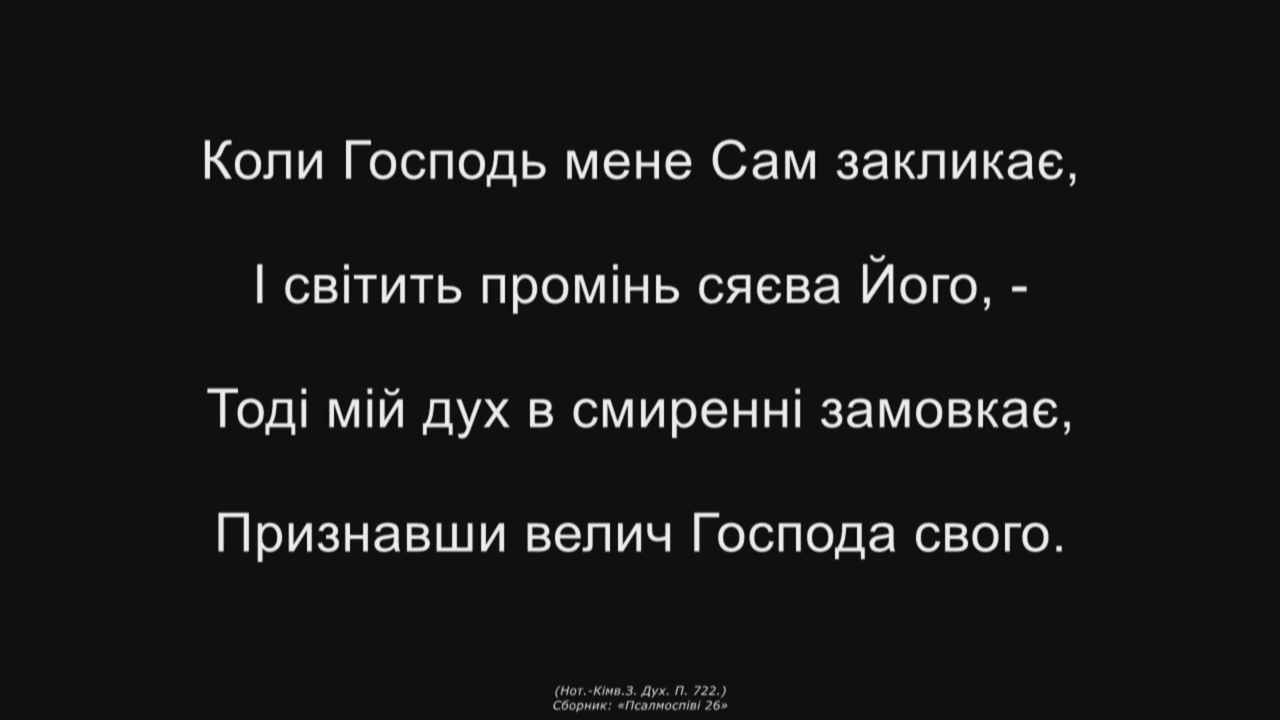 Коли Господь мене Сам закликає,
І світить промінь сяєва Його, -
Тоді мій дух в смиренні замовкає,
Признавши велич Господа свого.
(Нот.-Кімв.3. Дух. П. 722.)
Сборник: «Псалмоспіві 26»